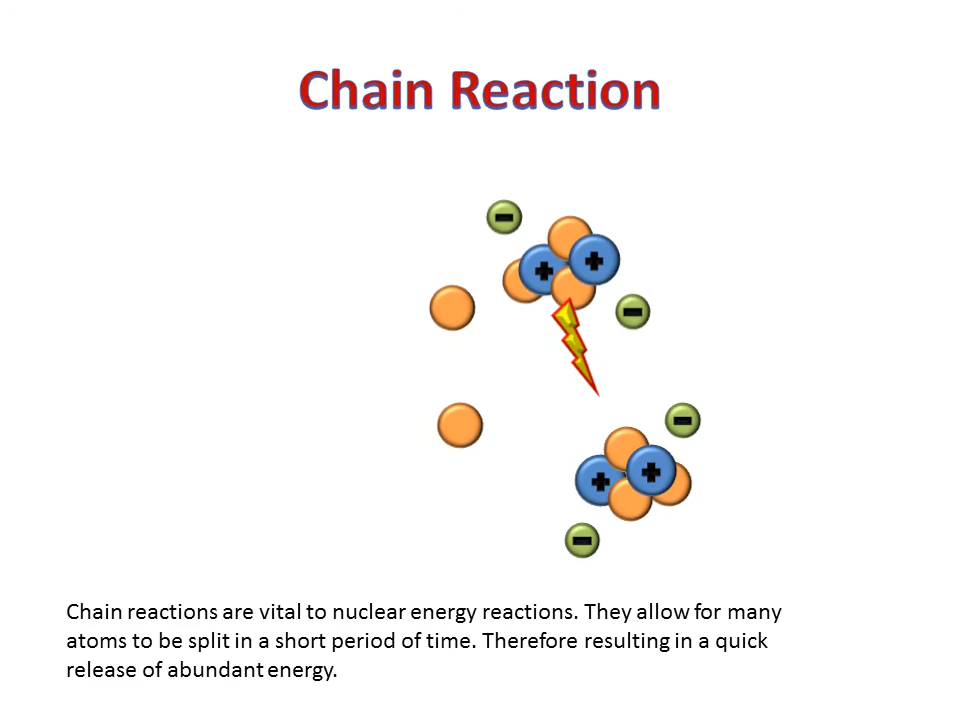 Chain Reaction
Chain reactions are vital to nuclear energy reactions. They allow for many
atoms to be split in a short period of time. Therefore resulting in a quick
release of abundant energy.